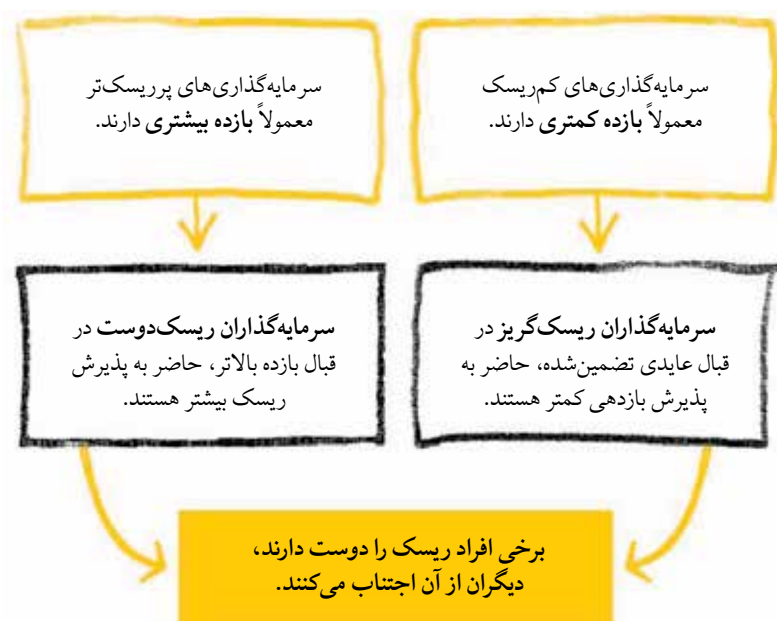 سرمایه‌گذاری‌های کم‌ریسک
معمولاً بازده کمتری دارند.
سرمایه‌گذاری‌های پرریسک‌تر
معمولاً بازده بیشتری دارند.
سرمایه‌گذاران ریسک‌گریز در
قبال عایدی تضمین‌شده، حاضر به
پذیرش بازدهی کمتر هستند.
سرمایه‌گذاران ریسک‌دوست در
قبال بازده بالاتر، حاضر به پذیرش
ریسک بیشتر هستند.
برخی افراد ریسک را دوست دارند،
دیگران از آن اجتناب می‌کنند.